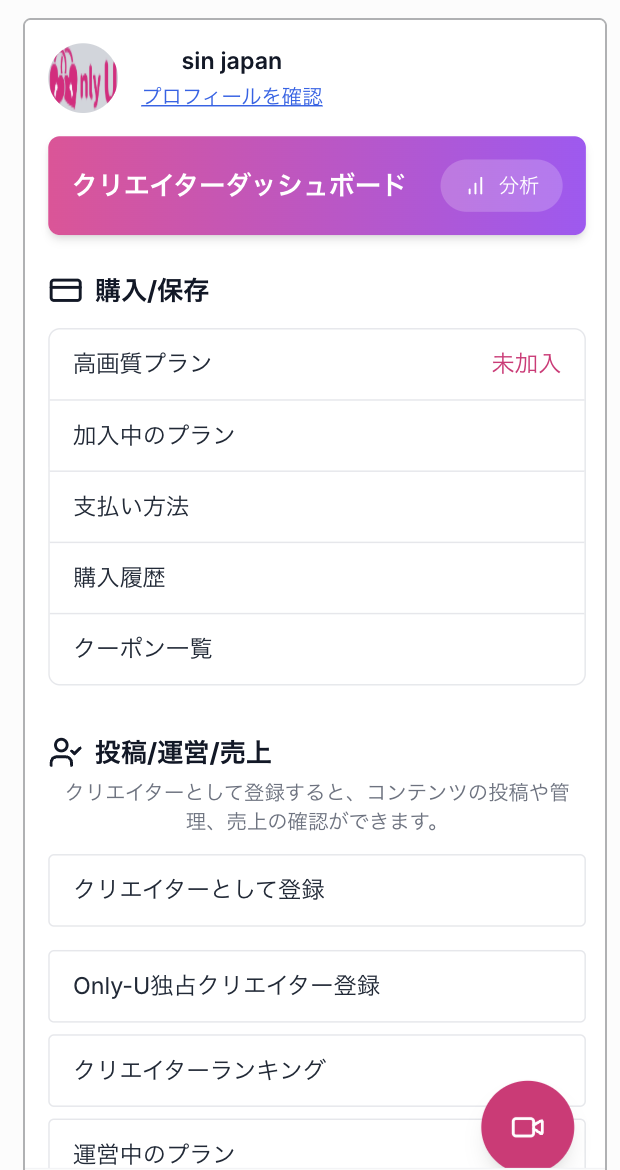 Only U
sin japan
プロフィールを確認
クリエイターダッシュボード
分析
購入/保存
高画質プラン
未加入
加入中のプラン
支払い方法
購入履歴
クーポン一覧
投稿/運営/売上
クリエイターとして登録すると、コンテンツの投稿や管
理、売上の確認ができます。
クリエイターとして登録
Only-U独占クリエイター登録
クリエイターランキング
運営中のプラン